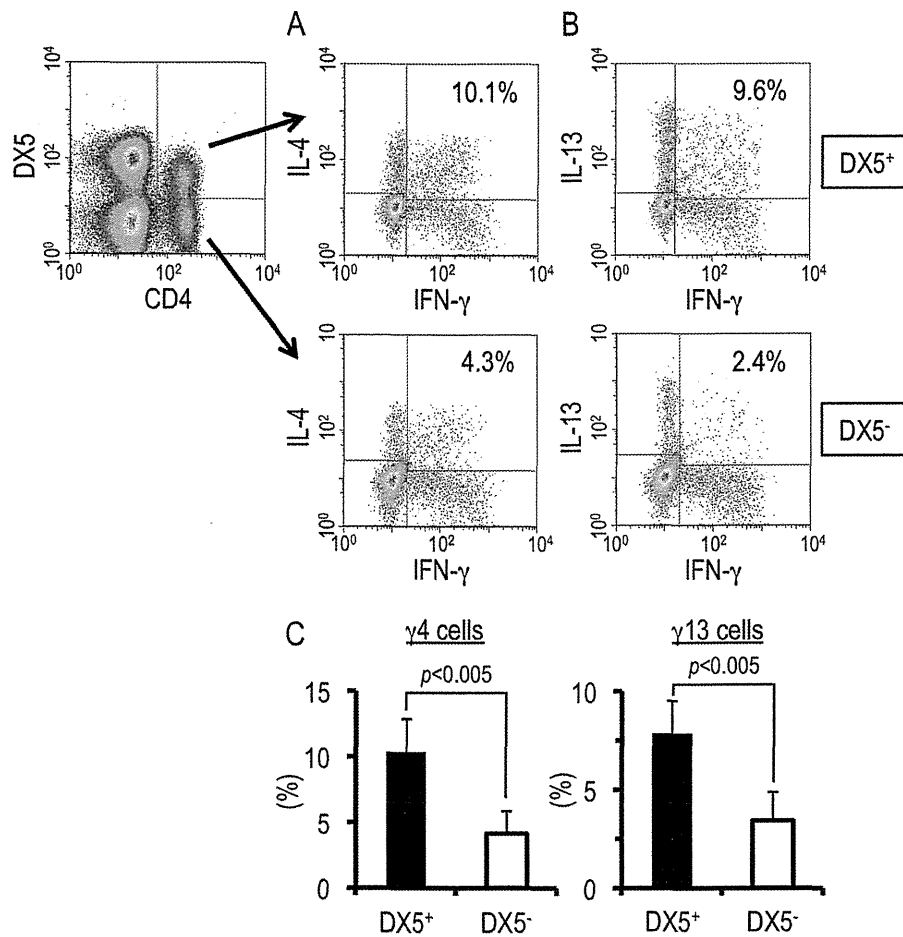 A
B
10⁴
10²
10⁰
DX5
10⁰
10²
10⁴
CD4
10⁴
10²
10⁰
IL-4
10.1%
10⁰
10²
10⁴
IFN-γ
10⁴
10²
10⁰
IL-13
9.6%
10⁰
10²
10⁴
IFN-γ
DX5⁺
10
10²
10⁰
IL-4
4.3%
10⁰
10²
10⁴
IFN-γ
10
10²
10⁰
IL-13
2.4%
10⁰
10²
10⁴
IFN-γ
DX5⁻
C
γ4 cells
p<0.005
15
10
5
0
(%)
DX5⁺
DX5⁻
γ13 cells
p<0.005
10
5
0
(%)
DX5⁺
DX5⁻